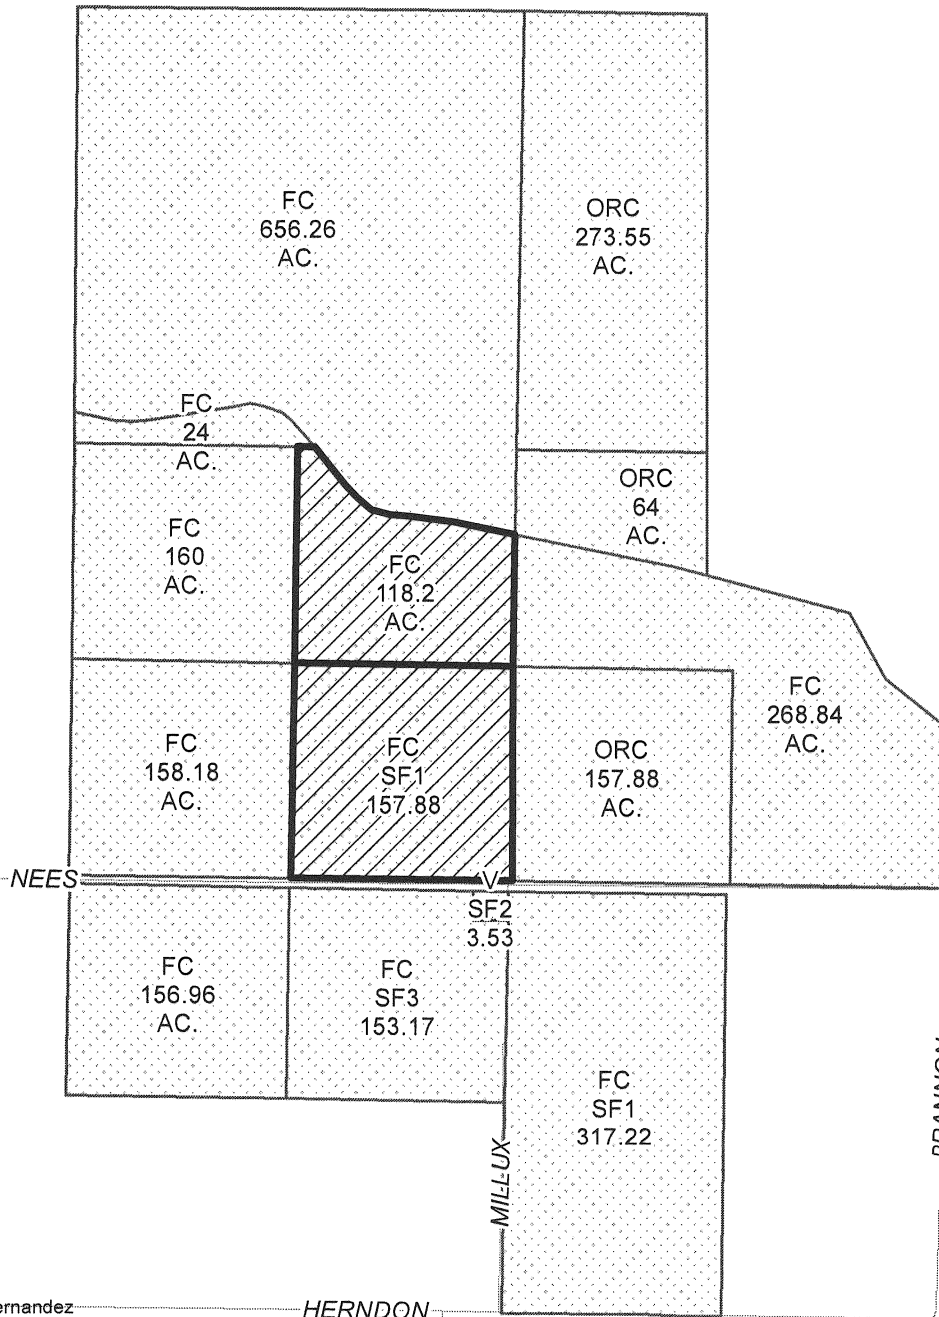 FC
656.26
AC.
ORC
273.55
AC.
FC
24
AC.
ORC
64
AC.
FC
160
AC.
FC
118.2
AC.
FC
268.84
AC.
FC
158.18
AC.
FC
SF1
157.88
ORC
157.88
AC.
NEES
V
SF2
3.53
FC
156.96
AC.
FC
SF3
153.17
FC
SF1
317.22
MILLUX
HERNDON